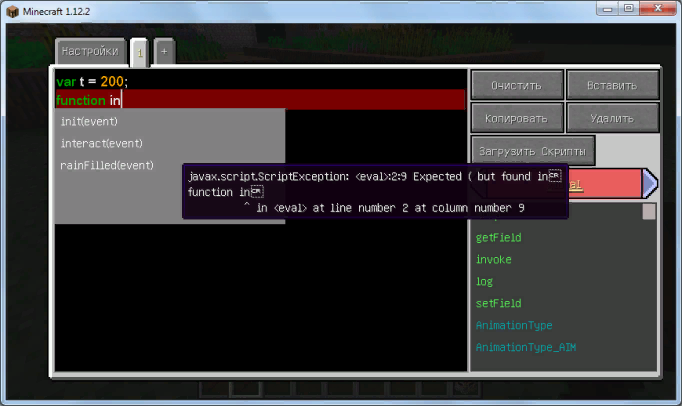 Minecraft 1.12.2
Настройки
1
+
var t = 200;
function in
init(event)
interact(event)
rainFilled(event)
Очистить
Вставить
Копировать
Удалить
Загрузить Скрипты
javax.script.ScriptException: <eval>:2:9 Expected ( but found in
function in
^ in <eval> at line number 2 at column number 9
getField
invoke
log
setField
AnimationType
AnimationType_AIM